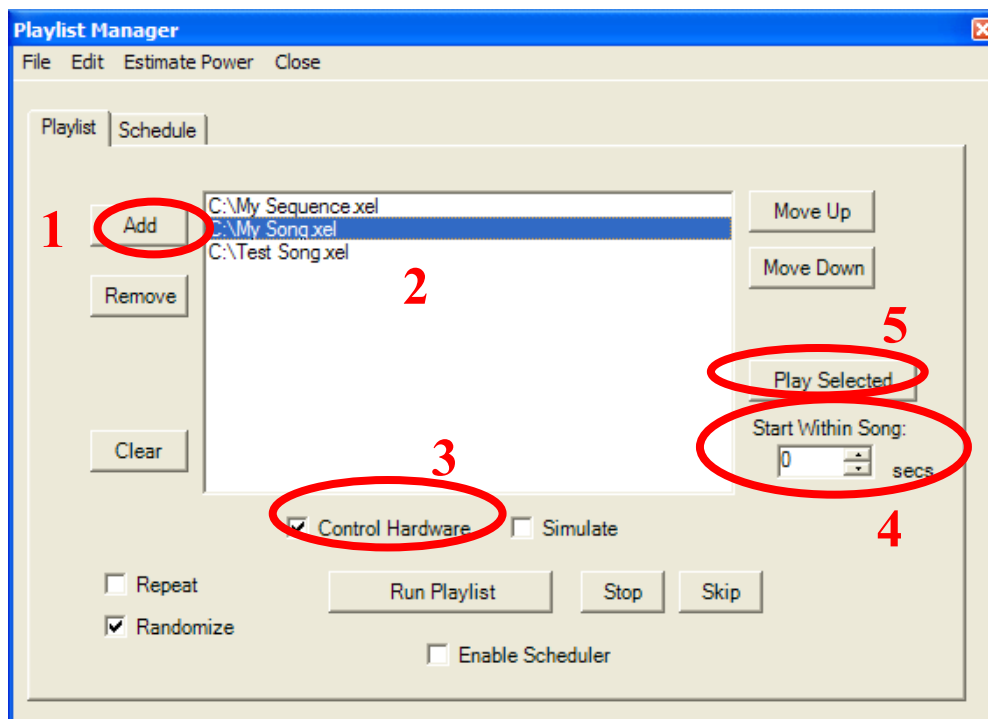 Playlist Manager
File Edit Estimate Power Close
Playlist Schedule
1 Add
C:\My Sequence.xel
C:\My Song.xel
C:\Test Song.xel
2
Remove
Clear
Move Up
Move Down
5
Play Selected
Start Within Song:
0 secs
4
3
Control Hardware Simulate
Repeat
Randomize
Run Playlist Stop Skip
Enable Scheduler